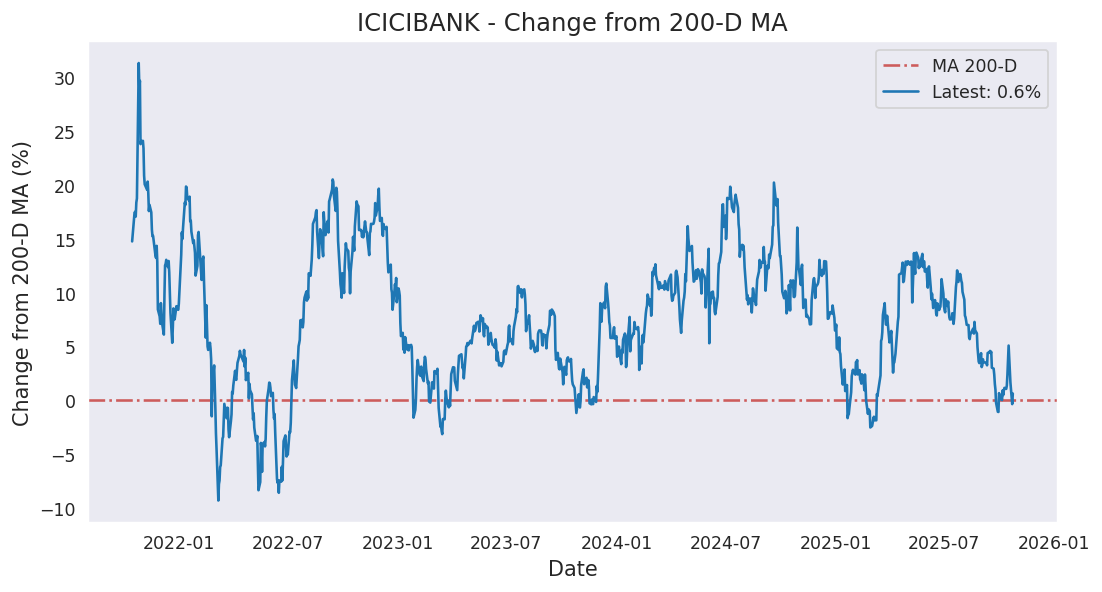 ICICIBANK - Change from 200-D MA
MA 200-D
Latest: 0.6%
Change from 200-D MA (%)
30
25
20
15
10
5
0
−5
−10
2022-01 2022-07 2023-01 2023-07 2024-01 2024-07 2025-01 2025-07 2026-01
Date